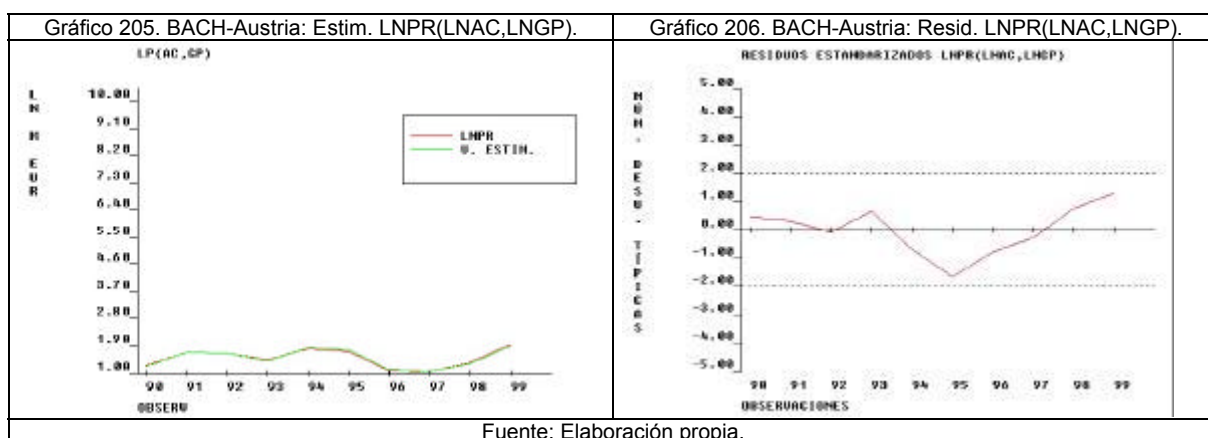 Gráfico 205. BACH-Austria: Estim. LNPR(LNAC,LNGP).
Gráfico 206. BACH-Austria: Resid. LNPR(LNAC,LNGP).
LP(AC,GP)
LN M EUR
10.00
9.10
8.20
7.30
6.40
5.50
4.60
3.70
2.80
1.90
1.00
LNPR
V. ESTIM.
90 91 92 93 94 95 96 97 98 99
OBSERV
RESIDUOS ESTANDARIZADOS LNPR(LNAC,LNGP)
NÚM. DESV. TÍPICAS
5.00
4.00
3.00
2.00
1.00
0.00
-1.00
-2.00
-3.00
-4.00
-5.00
90 91 92 93 94 95 96 97 98 99
OBSERVACIONES
Fuente: Elaboración propia.